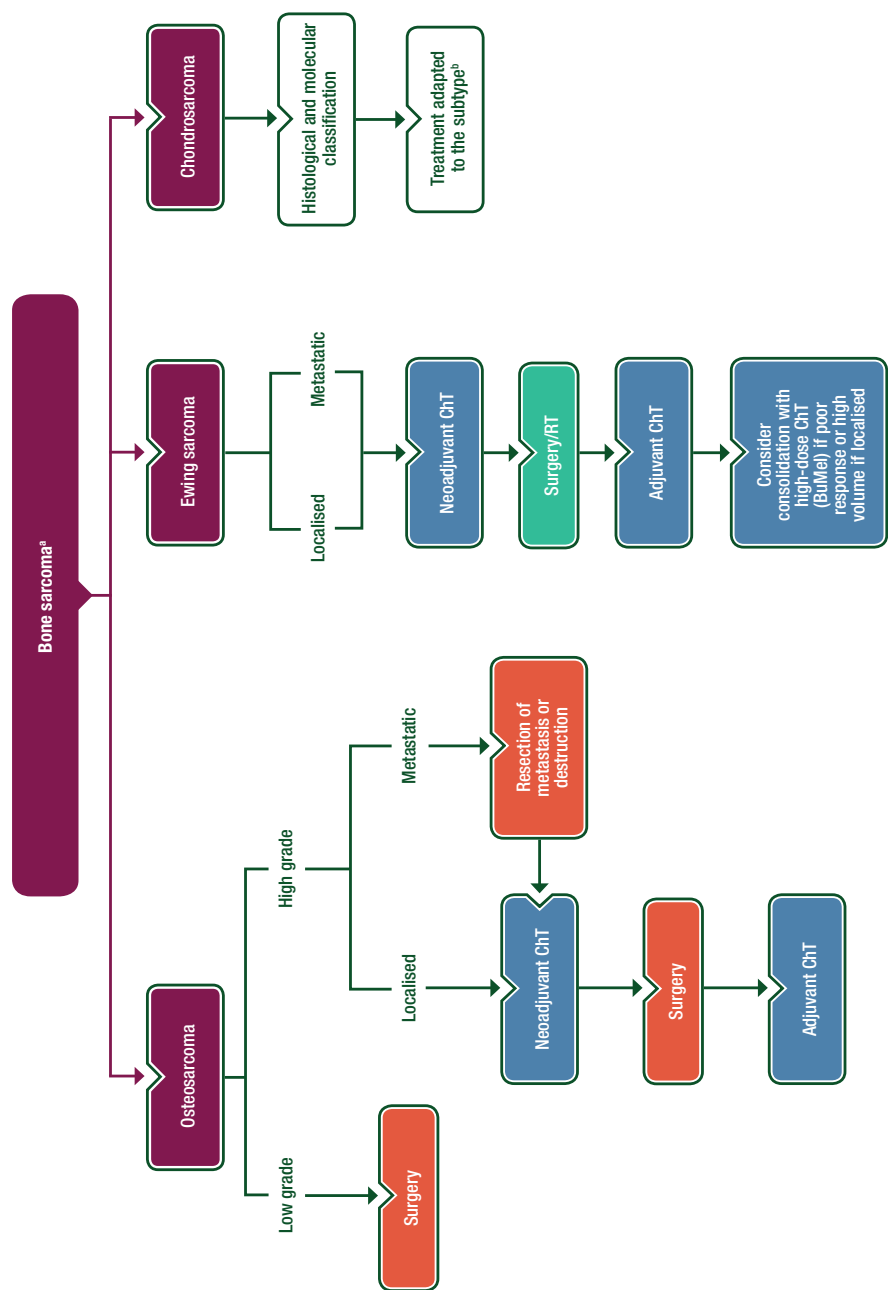 Bone sarcomaᵃ
Osteosarcoma
Low grade
Surgery
High grade
Localised
Metastatic
Resection of
metastasis or
destruction
Neoadjuvant ChT
Surgery
Adjuvant ChT
Ewing sarcoma
Localised
Metastatic
Neoadjuvant ChT
Surgery/RT
Adjuvant ChT
Consider
consolidation with
high-dose ChT
(BuMel) if poor
response or high
volume if localised
Chondrosarcoma
Histological and molecular
classification
Treatment adapted
to the subtypeᵇ